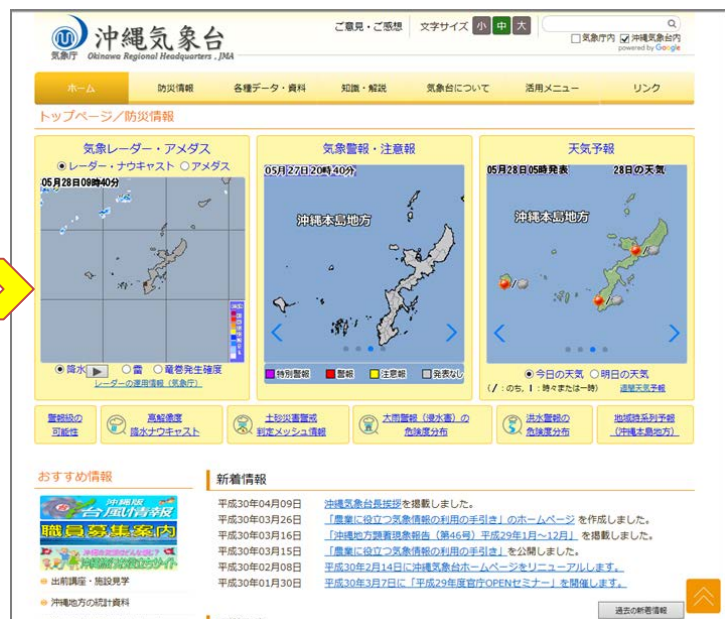 気象庁
沖縄気象台
Okinawa Regional Headquarters , JMA
ご意見・ご感想 文字サイズ 小 中 大
気象庁内 沖縄気象台内
powered by Google
ホーム 防災情報 各種データ・資料 知識・解説 気象台について 活用メニュー リンク
トップページ／防災情報
気象レーダー・アメダス
レーダー・ナウキャスト アメダス
05月28日09時40分
降水 雷 竜巻発生確度
レーダーの運用情報（気象庁）
気象警報・注意報
05月27日20時40分
沖縄本島地方
特別警報 警報 注意報 発表なし
天気予報
05月28日05時発表 28日の天気
沖縄本島地方
今日の天気 明日の天気
(/：のち、|：時々または一時) 週間天気予報
警報級の
可能性
高解像度
降水ナウキャスト
土砂災害警戒
判定メッシュ情報
大雨警報（浸水害）の
危険度分布
洪水警報の
危険度分布
地域時系列予報
（沖縄本島地方）
おすすめ情報
沖縄版
台風情報
職員募集案内
出前講座・施設見学
沖縄地方の統計資料
新着情報
平成30年04月09日 沖縄気象台長挨拶を掲載しました。
平成30年03月26日 「農業に役立つ気象情報の利用の手引き」のホームページ を作成しました。
平成30年03月16日 「沖縄地方顕著現象報告（第46号）平成29年1月～12月」 を掲載しました。
平成30年03月15日 「農業に役立つ気象情報の利用の手引き」を公開しました。
平成30年02月08日 平成30年2月14日に沖縄気象台ホームページをリニューアルします。
平成30年01月30日 平成30年3月7日に「平成29年度官庁OPENセミナー」を開催します。
過去の新着情報